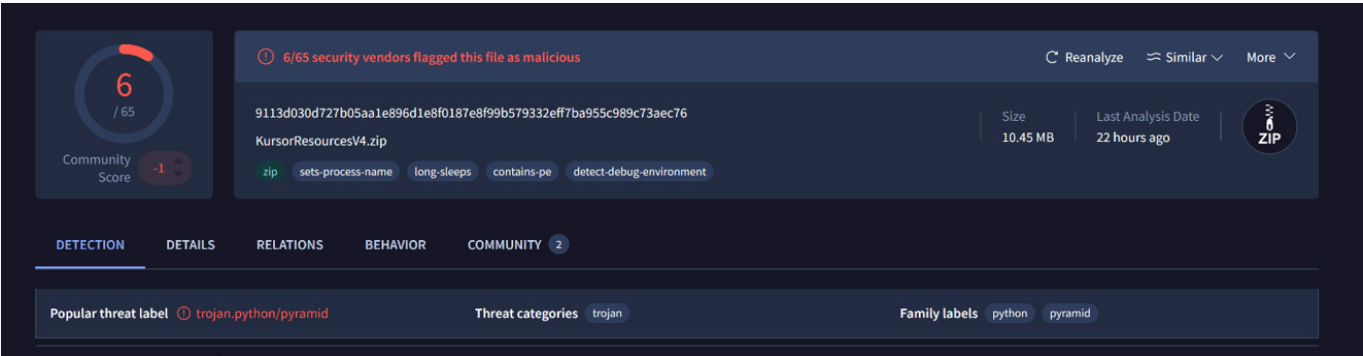 6
/ 65
Community
Score
-1
6/65 security vendors flagged this file as malicious
Reanalyze
Similar
More
9113d030d727b05aa1e896d1e8f0187e8f99b579332eff7ba955c989c73aec76
KursorResourcesV4.zip
zip sets-process-name long-sleeps contains-pe detect-debug-environment
Size
10.45 MB
Last Analysis Date
22 hours ago
ZIP
DETECTION DETAILS RELATIONS BEHAVIOR COMMUNITY 2
Popular threat label trojan.python/pyramid Threat categories trojan Family labels python pyramid